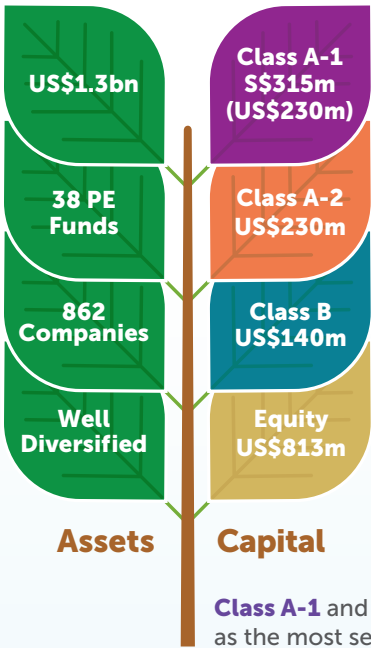 US$1.3bn
38 PE
Funds
862
Companies
Well
Diversified
Assets
Class A-1
S$315m
(US$230m)
Class A-2
US$230m
Class B
US$140m
Equity
US$813m
Capital
Class A-1 and
as the most se